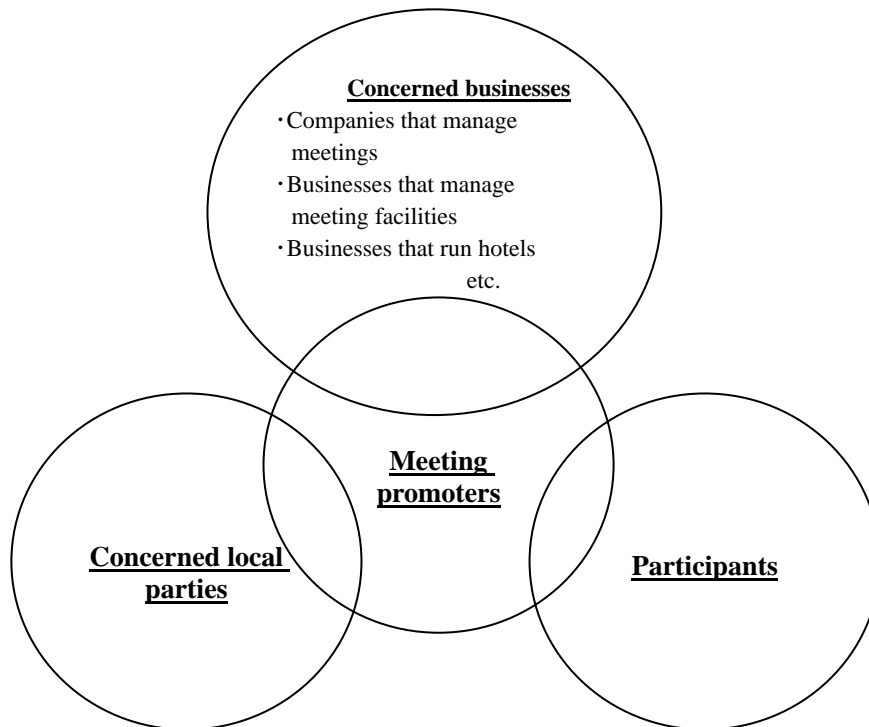 Concerned businesses
・Companies that manage
meetings
・Businesses that manage
meeting facilities
・Businesses that run hotels
etc.
Meeting
promoters
Concerned local
parties
Participants